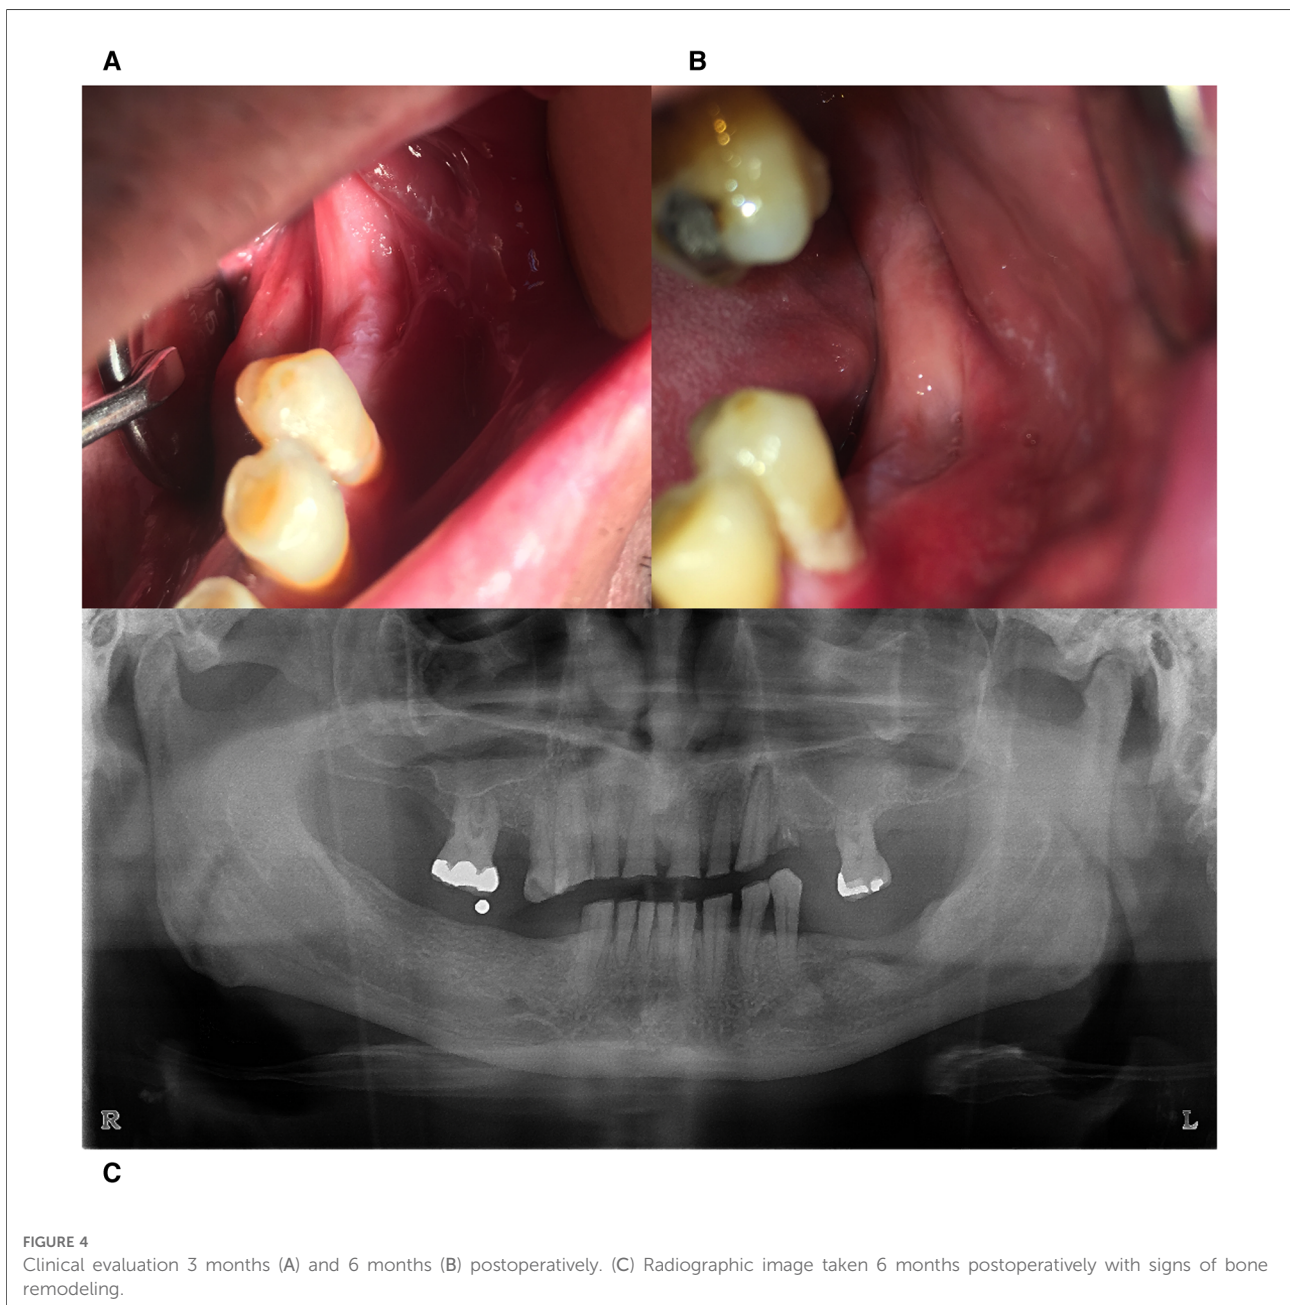 A
B
R
L
C
FIGURE 4
Clinical evaluation 3 months (A) and 6 months (B) postoperatively. (C) Radiographic image taken 6 months postoperatively with signs of bone
remodeling.